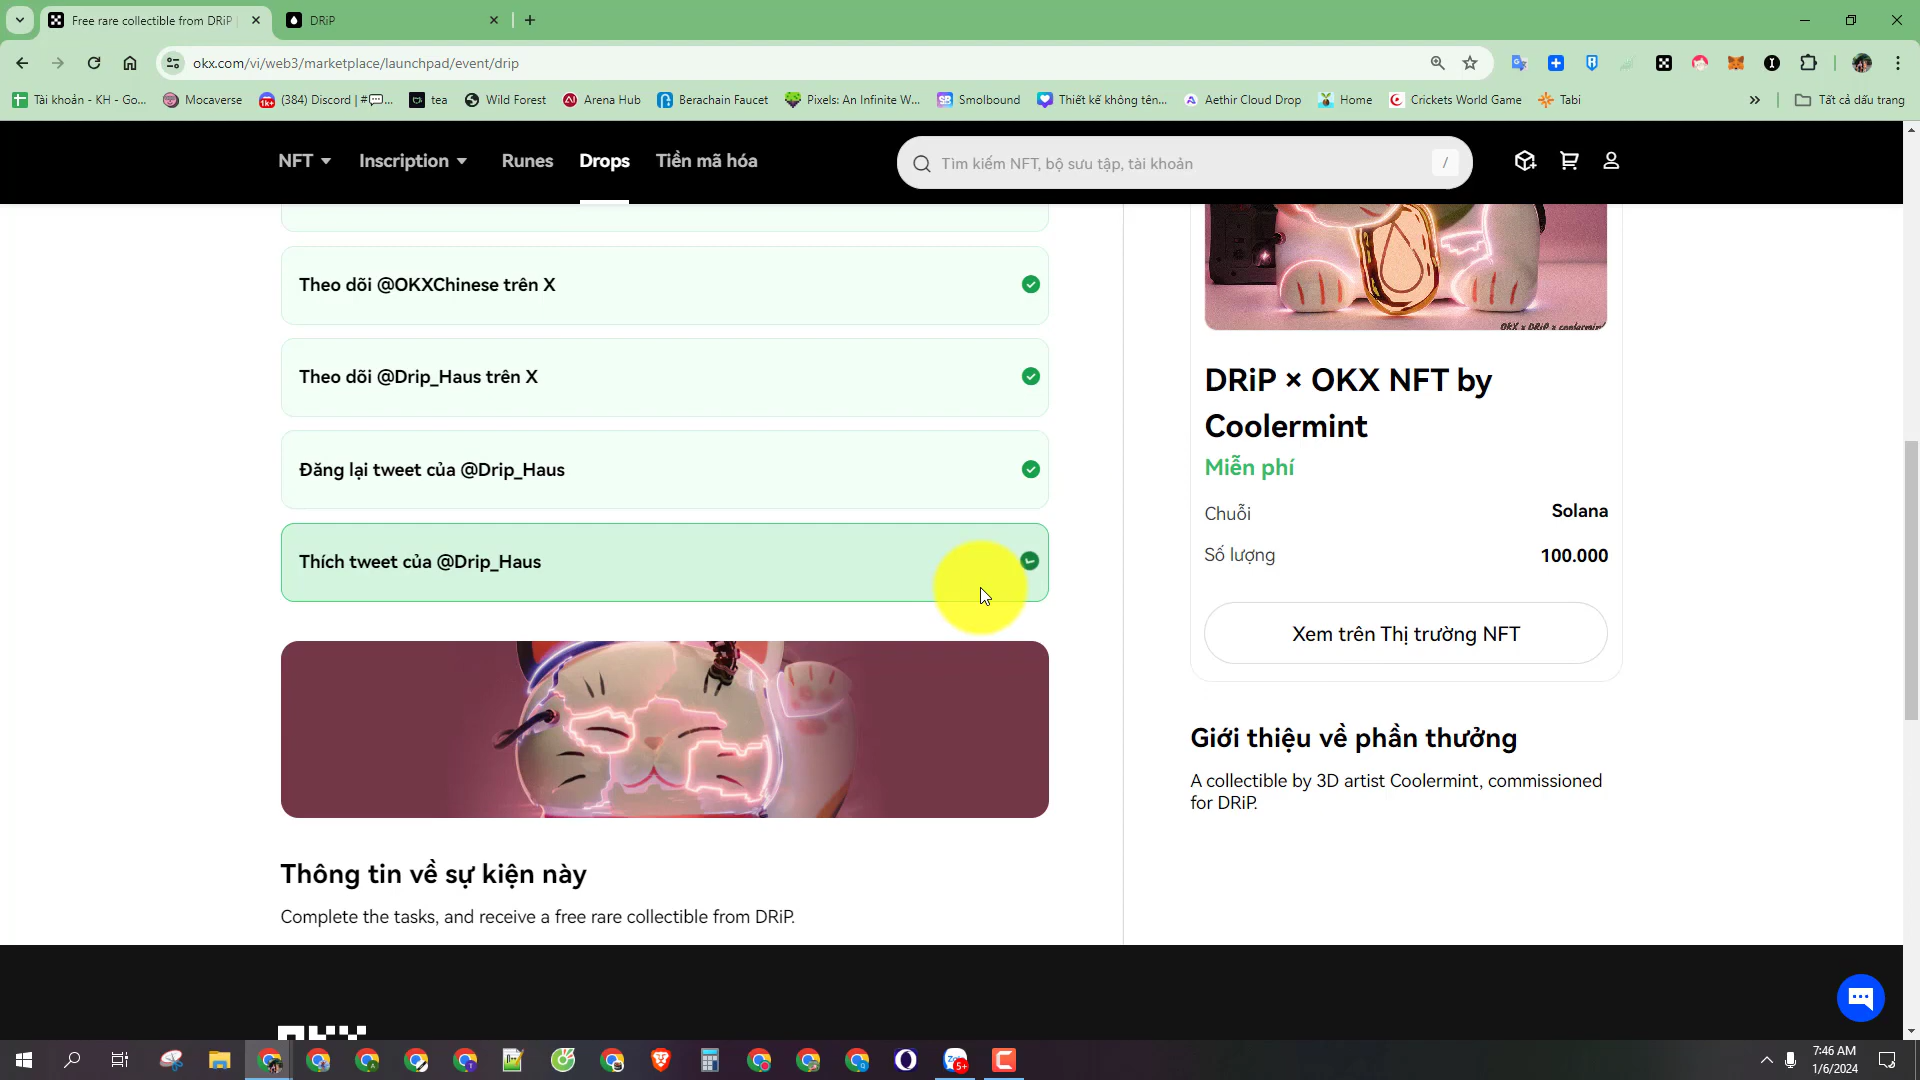 Free rare collectible from DRiP
DRiP
okx.com/vi/web3/marketplace/launchpad/event/drip
Tài khoản - KH - Go...
Mocaverse
(384) Discord | #💬...
tea
Wild Forest
Arena Hub
Berachain Faucet
Pixels: An Infinite W...
Smolbound
Thiết kế không tên...
Aethir Cloud Drop
Home
Crickets World Game
Tabi
Tất cả dấu trang
NFT
Inscription
Runes
Drops
Tiền mã hóa
Tìm kiếm NFT, bộ sưu tập, tài khoản
/
Theo dõi @OKXChinese trên X
Theo dõi @Drip_Haus trên X
Đăng lại tweet của @Drip_Haus
Thích tweet của @Drip_Haus
Thông tin về sự kiện này
Complete the tasks, and receive a free rare collectible from DRiP.
OKX x DRiP x coolermint
DRiP × OKX NFT by
Coolermint
Miễn phí
Chuỗi
Solana
Số lượng
100.000
Xem trên Thị trường NFT
Giới thiệu về phần thưởng
A collectible by 3D artist Coolermint, commissioned
for DRiP.
7:46 AM
1/6/2024